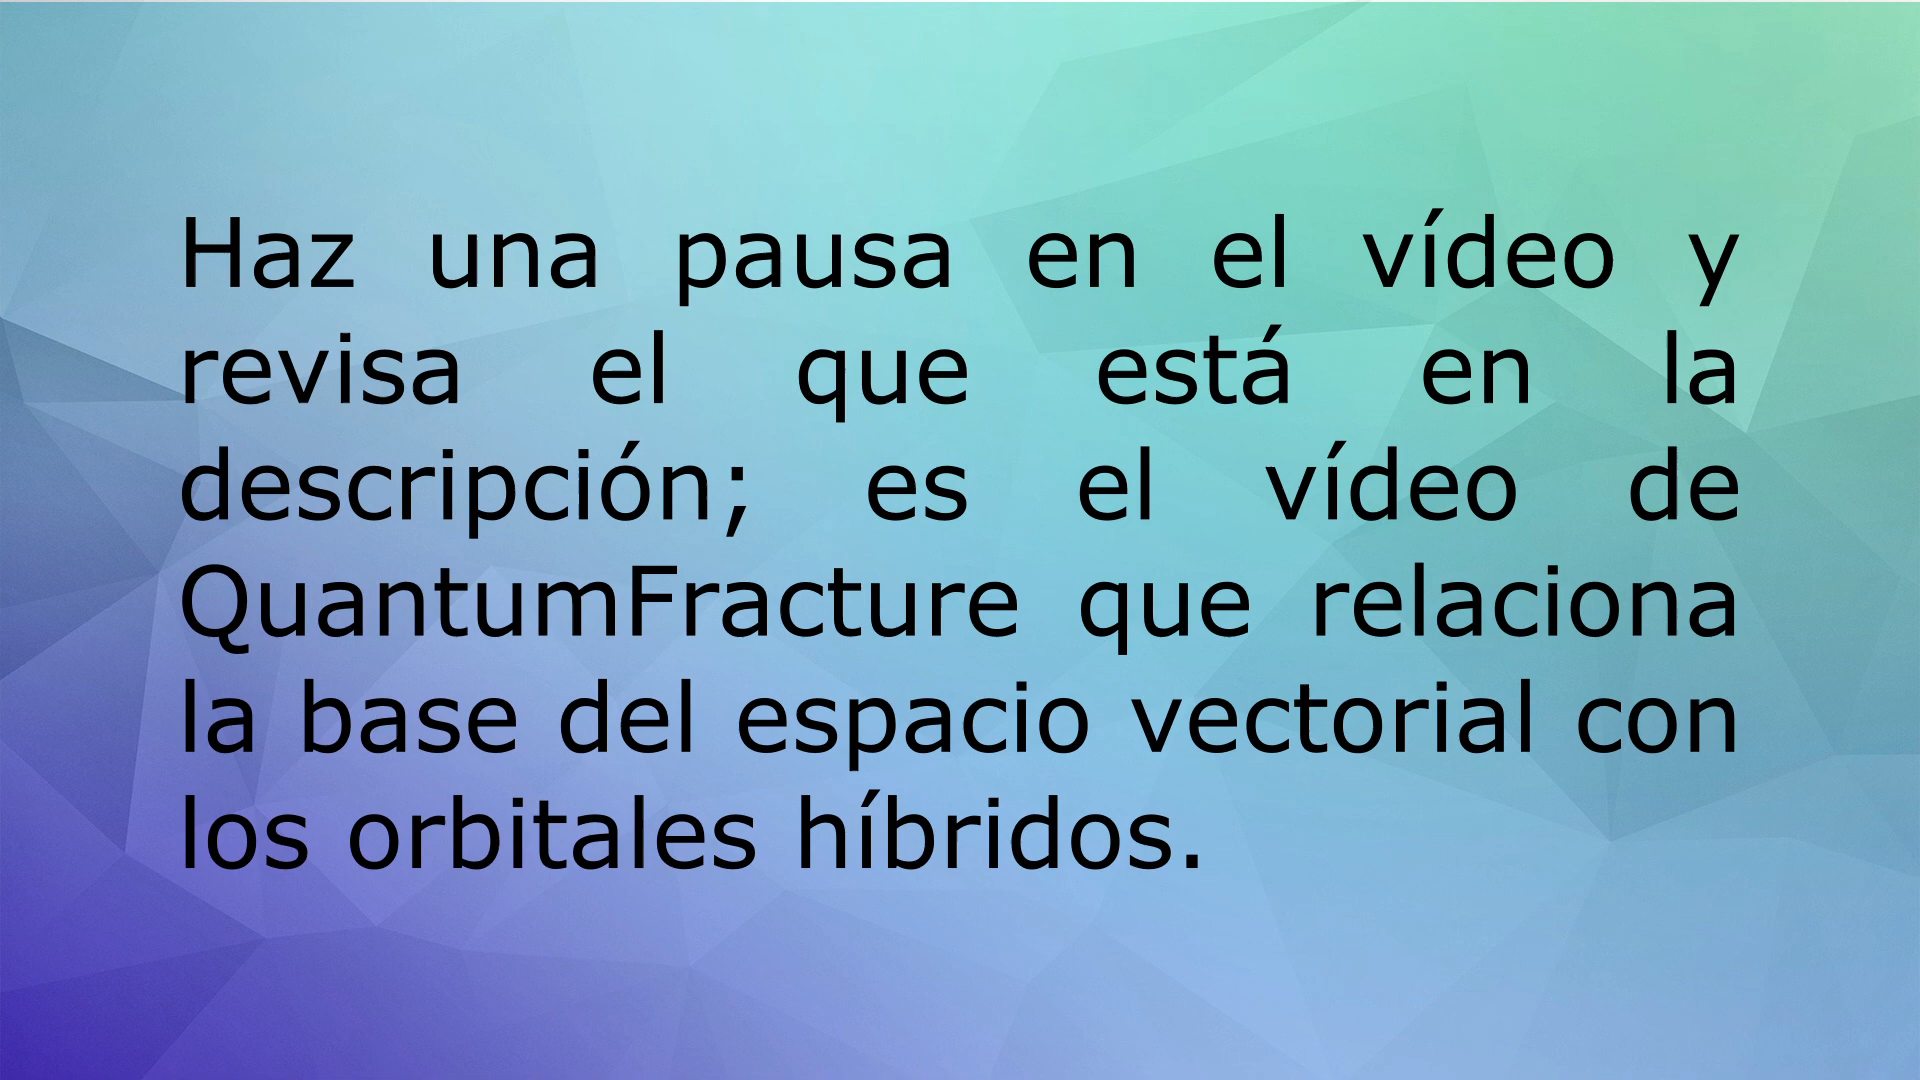 Haz una pausa en el vídeo y
revisa el que está en la
descripción; es el vídeo de
QuantumFracture que relaciona
la base del espacio vectorial con
los orbitales híbridos.